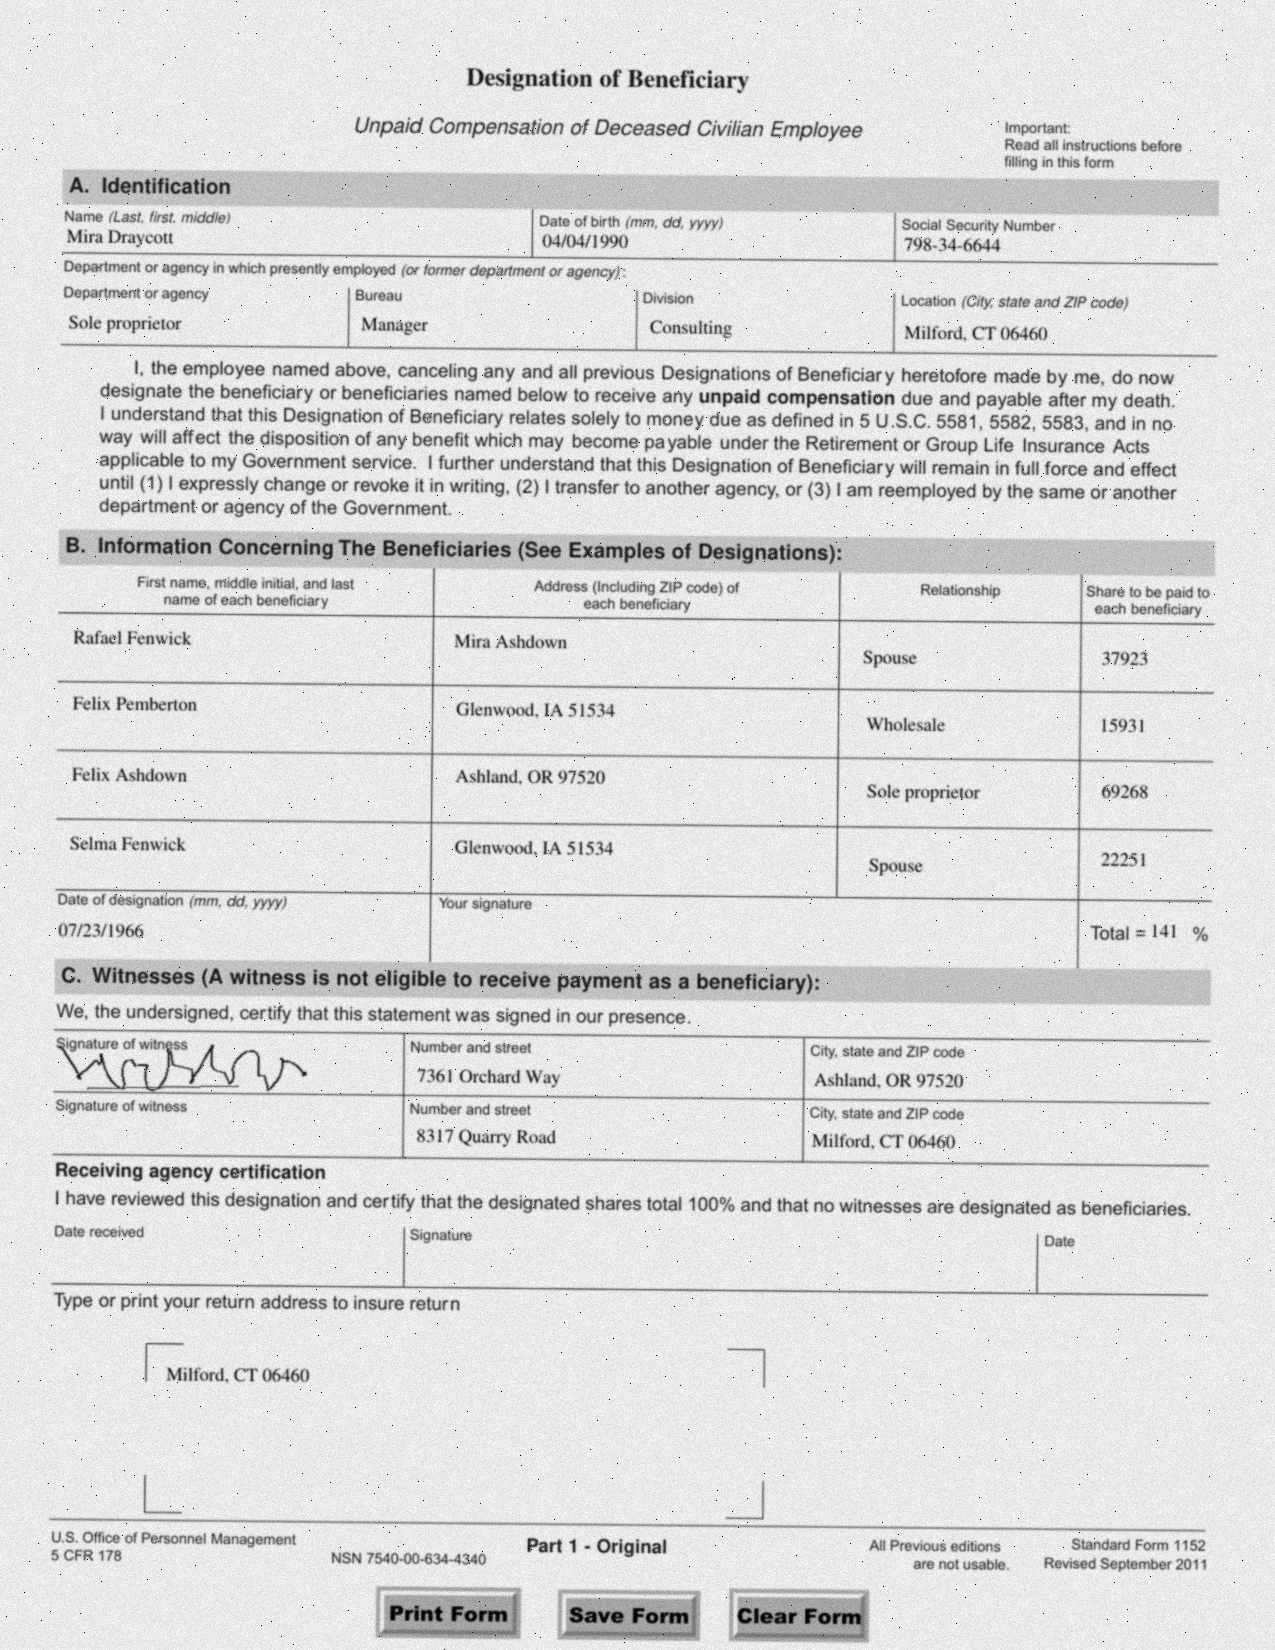 Designation of Beneficiary
Unpaid Compensation of Deceased Civilian Employee
Important:
Read all instructions before
filling in this form
A. Identification
Name (Last, first, middle)
Mira Draycott
Date of birth (mm, dd, yyyy)
04/04/1990
Social Security Number
798-34-6644
Department or agency in which presently employed (or former department or agency):
Department or agency
Sole proprietor
Bureau
Manager
Division
Consulting
Location (City, state and ZIP code)
Milford, CT 06460
I, the employee named above, canceling any and all previous Designations of Beneficiary heretofore made by me, do now
designate the beneficiary or beneficiaries named below to receive any unpaid compensation due and payable after my death.
I understand that this Designation of Beneficiary relates solely to money due as defined in 5 U.S.C. 5581, 5582, 5583, and in no
way will affect the disposition of any benefit which may become payable under the Retirement or Group Life Insurance Acts
applicable to my Government service. I further understand that this Designation of Beneficiary will remain in full force and effect
until (1) I expressly change or revoke it in writing, (2) I transfer to another agency, or (3) I am reemployed by the same or another
department or agency of the Government.
B. Information Concerning The Beneficiaries (See Examples of Designations):
First name, middle initial, and last
name of each beneficiary
Address (Including ZIP code) of
each beneficiary
Relationship
Share to be paid to
each beneficiary
Rafael Fenwick
Mira Ashdown
Spouse
37923
Felix Pemberton
Glenwood, IA 51534
Wholesale
15931
Felix Ashdown
Ashland, OR 97520
Sole proprietor
69268
Selma Fenwick
Glenwood, IA 51534
Spouse
22251
Date of designation (mm, dd, yyyy)
07/23/1966
Your signature
Total = 141 %
C. Witnesses (A witness is not eligible to receive payment as a beneficiary):
We, the undersigned, certify that this statement was signed in our presence.
Signature of witness
Number and street
7361 Orchard Way
City, state and ZIP code
Ashland, OR 97520
Signature of witness
Number and street
8317 Quarry Road
City, state and ZIP code
Milford, CT 06460
Receiving agency certification
I have reviewed this designation and certify that the designated shares total 100% and that no witnesses are designated as beneficiaries.
Date received
Signature
Date
Type or print your return address to insure return
Milford, CT 06460
U.S. Office of Personnel Management
5 CFR 178
NSN 7540-00-634-4340
Part 1 - Original
All Previous editions
are not usable.
Standard Form 1152
Revised September 2011
Print Form
Save Form
Clear Form